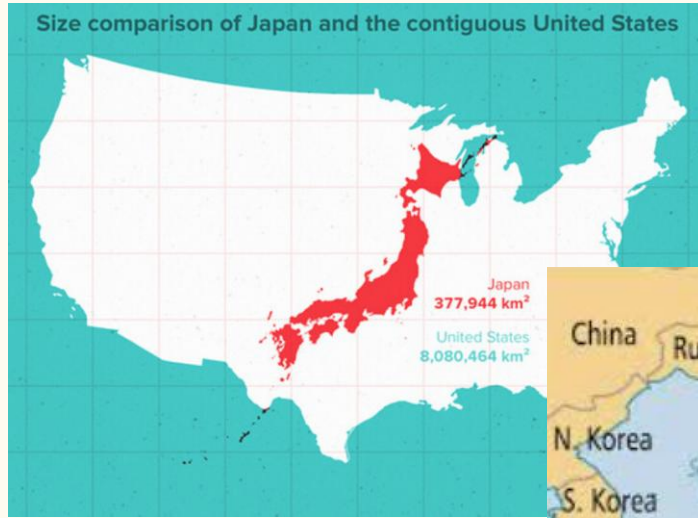 Size comparison of Japan and the contiguous United States
Japan
377,944 km²
United States
8,080,464 km²
China
Ru
N. Korea
S. Korea
S